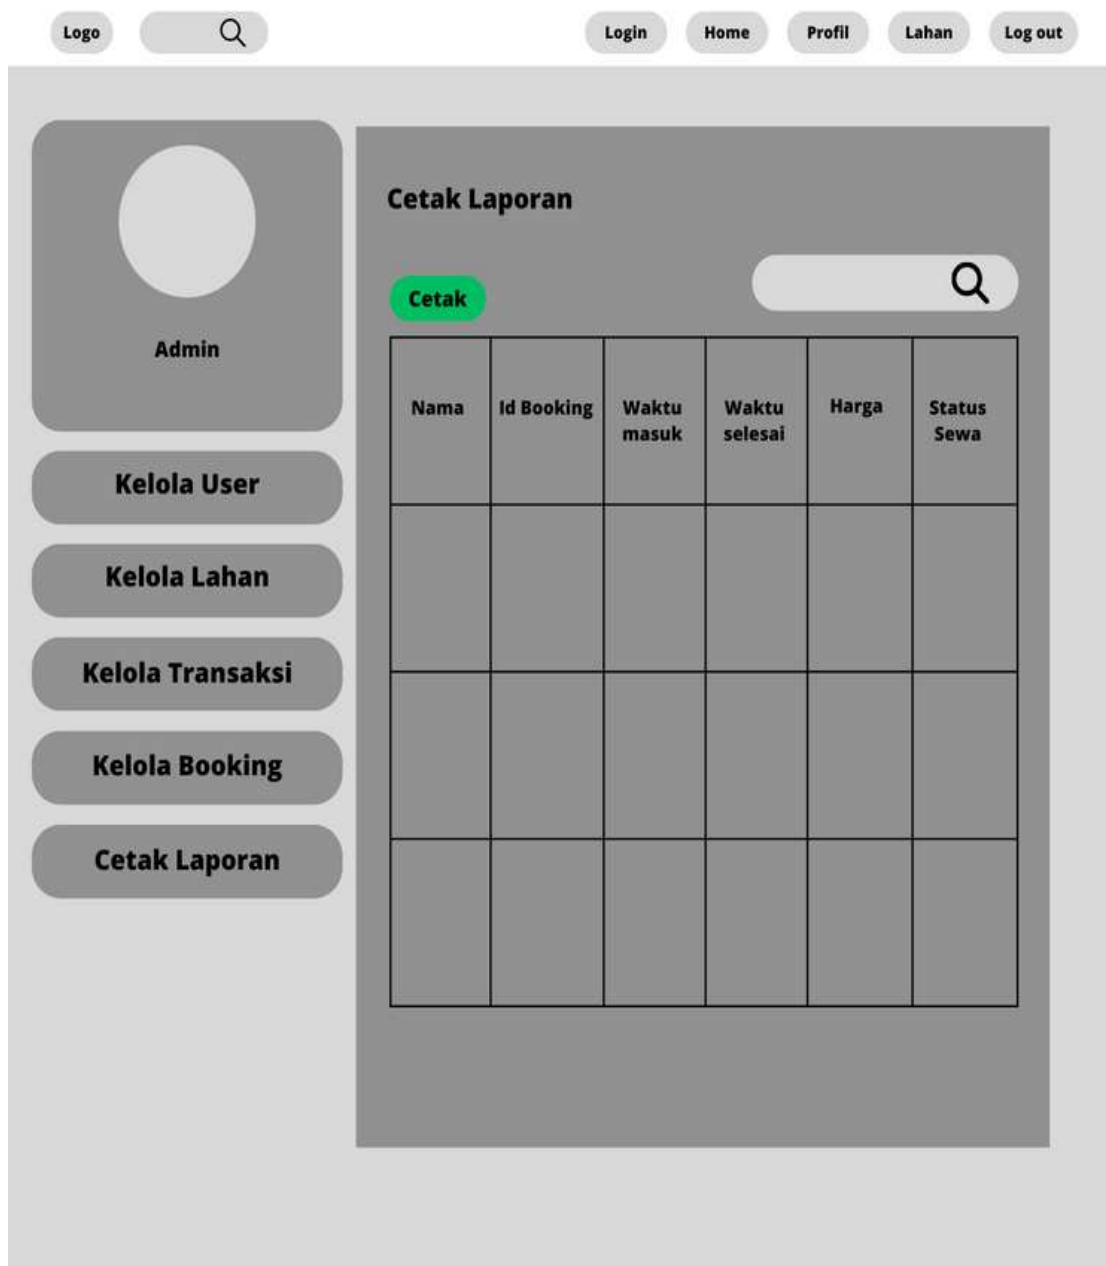 Logo
Login
Home
Profil
Lahan
Log out
Admin
Kelola User
Kelola Lahan
Kelola Transaksi
Kelola Booking
Cetak Laporan
Cetak Laporan
Cetak
Nama
Id Booking
Waktu
masuk
Waktu
selesai
Harga
Status
Sewa